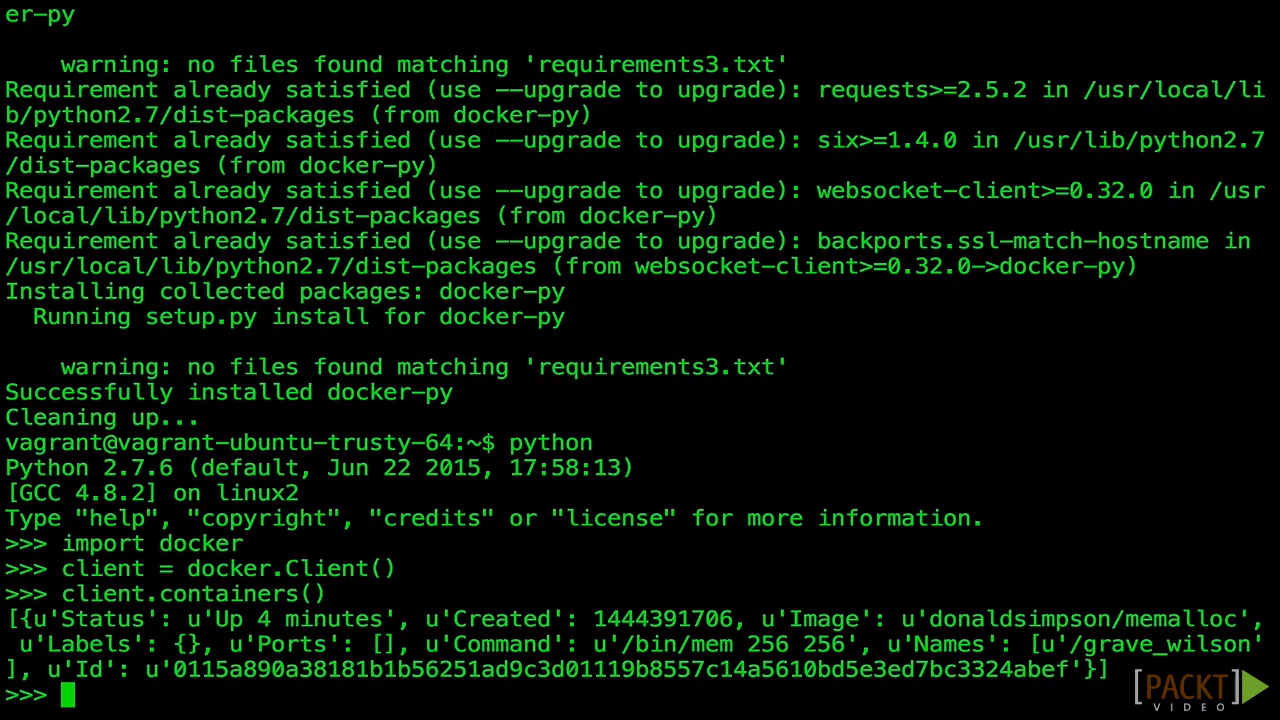 er-py
warning: no files found matching 'requirements3.txt'
Requirement already satisfied (use --upgrade to upgrade): requests>=2.5.2 in /usr/local/li
b/python2.7/dist-packages (from docker-py)
Requirement already satisfied (use --upgrade to upgrade): six>=1.4.0 in /usr/lib/python2.7
/dist-packages (from docker-py)
Requirement already satisfied (use --upgrade to upgrade): websocket-client>=0.32.0 in /usr
/local/lib/python2.7/dist-packages (from docker-py)
Requirement already satisfied (use --upgrade to upgrade): backports.ssl-match-hostname in
/usr/local/lib/python2.7/dist-packages (from websocket-client>=0.32.0->docker-py)
Installing collected packages: docker-py
Running setup.py install for docker-py
warning: no files found matching 'requirements3.txt'
Successfully installed docker-py
Cleaning up...
vagrant@vagrant-ubuntu-trusty-64:~$ python
Python 2.7.6 (default, Jun 22 2015, 17:58:13)
[GCC 4.8.2] on linux2
Type "help", "copyright", "credits" or "license" for more information.
>>> import docker
>>> client = docker.Client()
>>> client.containers()
[{u'Status': u'Up 4 minutes', u'Created': 1444391706, u'Image': u'donaldsimpson/memalloc',
u'Labels': {}, u'Ports': [], u'Command': u'/bin/mem 256 256', u'Names': [u'/grave_wilson'
], u'Id': u'0115a890a38181b1b56251ad9c3d01119b8557c14a5610bd5e3ed7bc3324abef'}]
>>>
[PACKT]
VIDEO